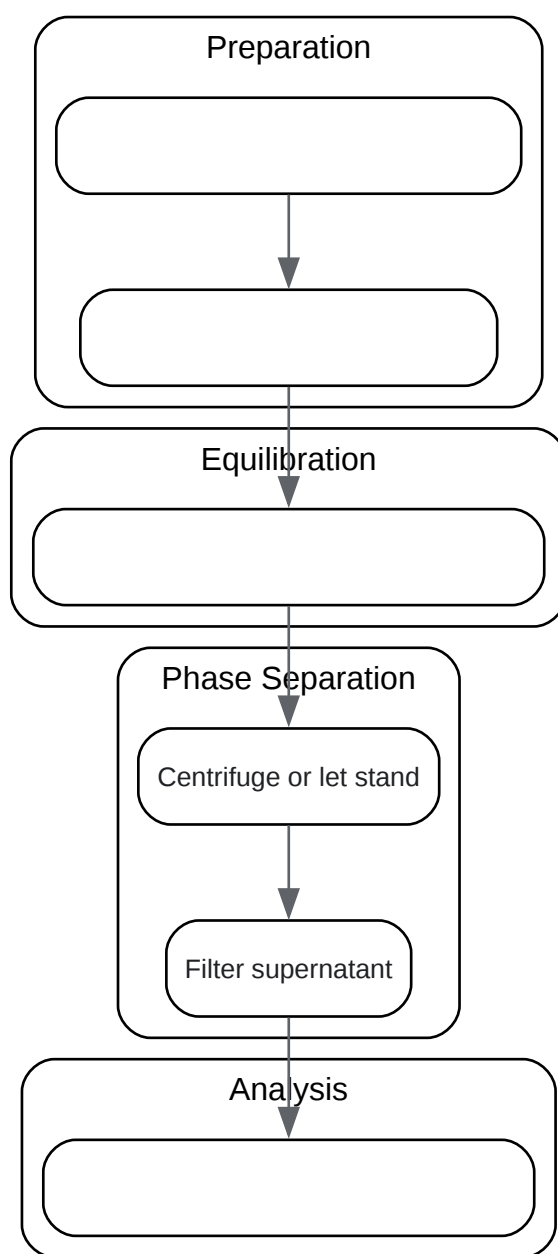 Preparation
Equilibration
Phase Separation
Centrifuge or let stand
Filter supernatant
Analysis